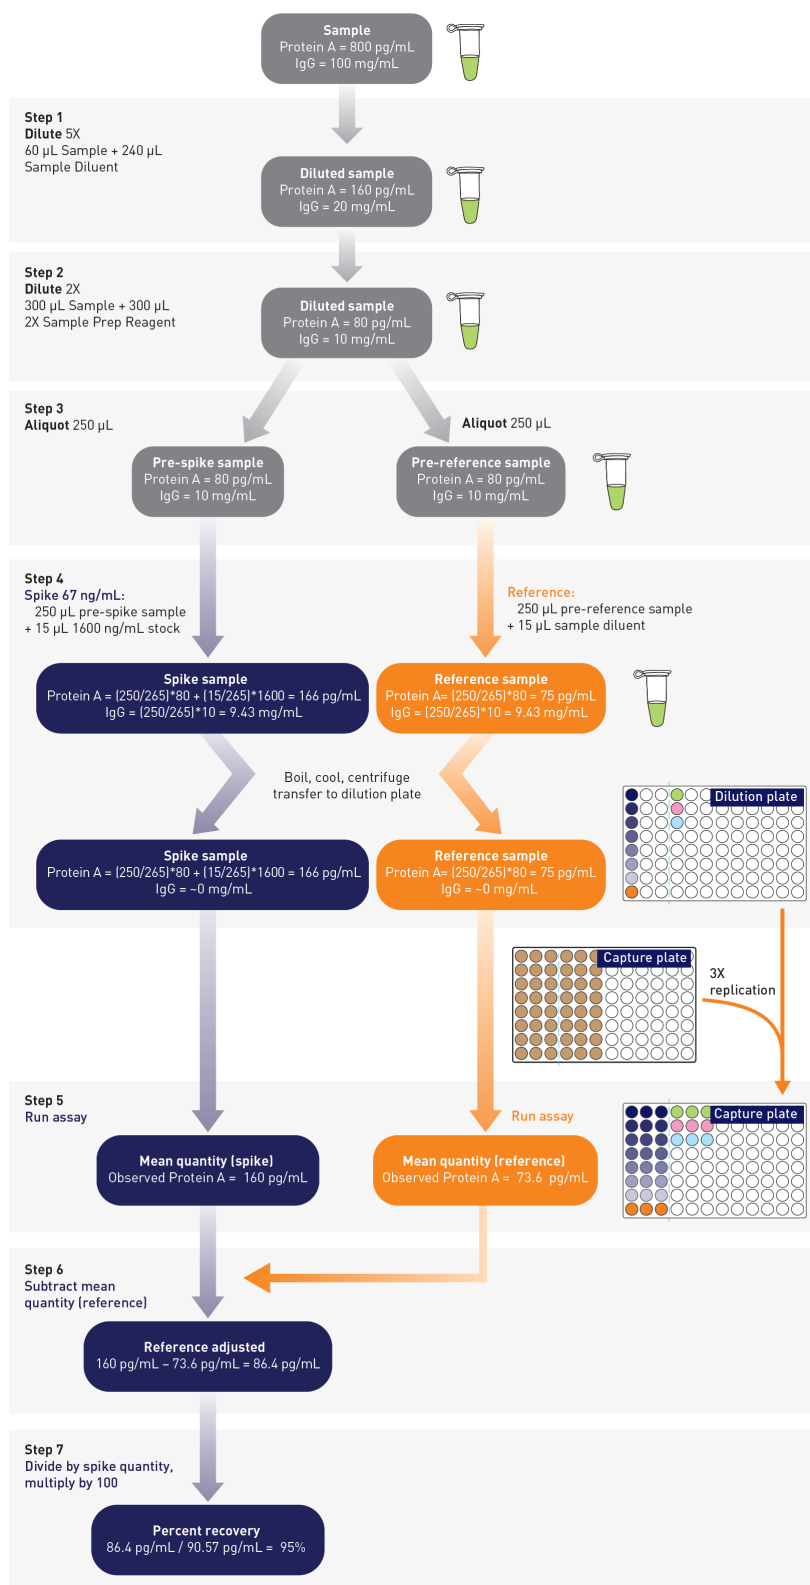 Sample
Protein A = 800 pg/mL
IgG = 100 mg/mL
Step 1
Dilute 5X
60 µL Sample + 240 µL
Sample Diluent
Diluted sample
Protein A = 160 pg/mL
IgG = 20 mg/mL
Step 2
Dilute 2X
300 µL Sample + 300 µL
2X Sample Prep Reagent
Diluted sample
Protein A = 80 pg/mL
IgG = 10 mg/mL
Step 3
Aliquot 250 µL
Aliquot 250 µL
Pre-spike sample
Protein A = 80 pg/mL
IgG = 10 mg/mL
Pre-reference sample
Protein A = 80 pg/mL
IgG = 10 mg/mL
Step 4
Spike 67 ng/mL:
250 µL pre-spike sample
+ 15 µL 1600 ng/mL stock
Reference:
250 µL pre-reference sample
+ 15 µL sample diluent
Spike sample
Protein A = (250/265)*80 + (15/265)*1600 = 166 pg/mL
IgG = (250/265)*10 = 9.43 mg/mL
Reference sample
Protein A= (250/265)*80 = 75 pg/mL
IgG = (250/265)*10 = 9.43 mg/mL
Boil, cool, centrifuge
transfer to dilution plate
Dilution plate
Spike sample
Protein A = (250/265)*80 + (15/265)*1600 = 166 pg/mL
IgG = ~0 mg/mL
Reference sample
Protein A= (250/265)*80 = 75 pg/mL
IgG = ~0 mg/mL
Capture plate
3X
replication
Step 5
Run assay
Run assay
Capture plate
Mean quantity (spike)
Observed Protein A =  160 pg/mL
Mean quantity (reference)
Observed Protein A =  73.6  pg/mL
Step 6
Subtract mean
quantity (reference)
Reference adjusted
160 pg/mL – 73.6 pg/mL = 86.4 pg/mL
Step 7
Divide by spike quantity,
multiply by 100
Percent recovery
86.4 pg/mL / 90.57 pg/mL =  95%